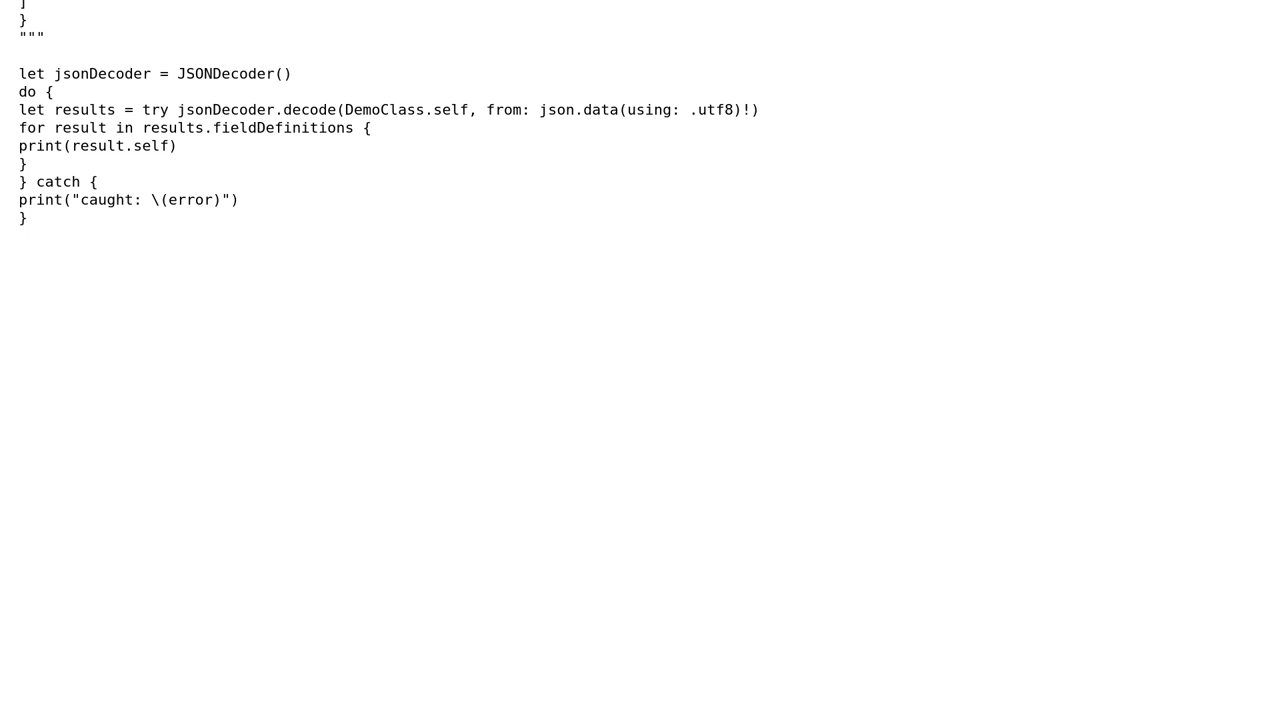 ]
}
"""

let jsonDecoder = JSONDecoder()
do {
let results = try jsonDecoder.decode(DemoClass.self, from: json.data(using: .utf8)!)
for result in results.fieldDefinitions {
print(result.self)
}
} catch {
print("caught: \(error)")
}